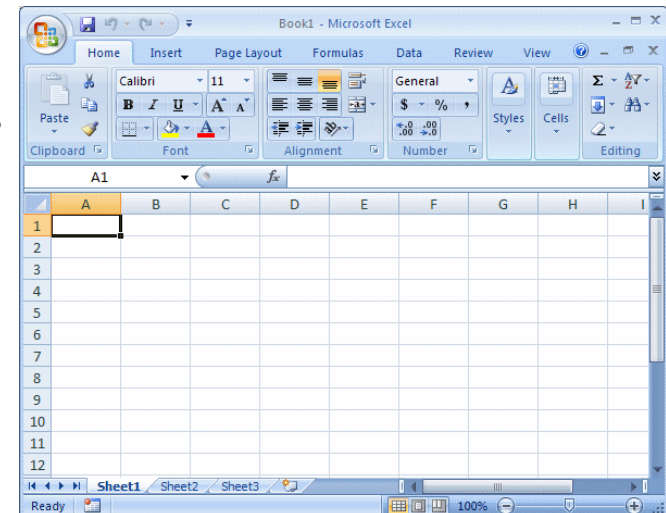 Book1 - Microsoft Excel
Home Insert Page Layout Formulas Data Review View
Calibri 11 General
B I U A A $ % ,
Paste A .00 .00 Styles Cells
Clipboard Font Alignment Number Editing
A1 fx
A B C D E F G H I
1
2
3
4
5
6
7
8
9
10
11
12
Sheet1 Sheet2 Sheet3
Ready 100%